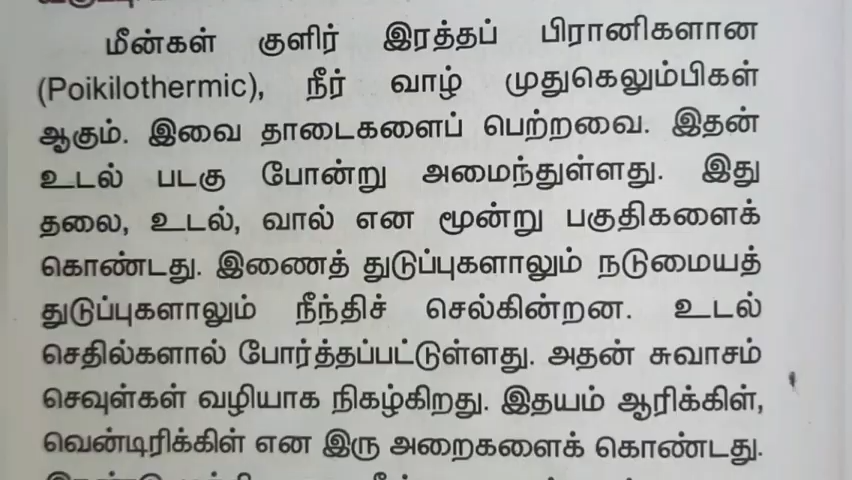 மீன்கள் குளிர் இரத்தப் பிரானிகளான
(Poikilothermic), நீர் வாழ் முதுகெலும்பிகள்
ஆகும். இவை தாடைகளைப் பெற்றவை. இதன்
உடல் படகு போன்று அமைந்துள்ளது. இது
தலை, உடல், வால் என மூன்று பகுதிகளைக்
கொண்டது. இணைத் துடுப்புகளாலும் நடுமையத்
துடுப்புகளாலும் நீந்திச் செல்கின்றன. உடல்
செதில்களால் போர்த்தப்பட்டுள்ளது. அதன் சுவாசம்
செவுள்கள் வழியாக நிகழ்கிறது. இதயம் ஆரிக்கிள்,
வென்டிரிக்கிள் என இரு அறைகளைக் கொண்டது.